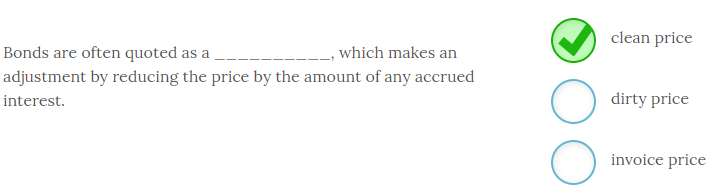 Bonds are often quoted as a __________, which makes an
adjustment by reducing the price by the amount of any accrued
interest.
clean price
dirty price
invoice price